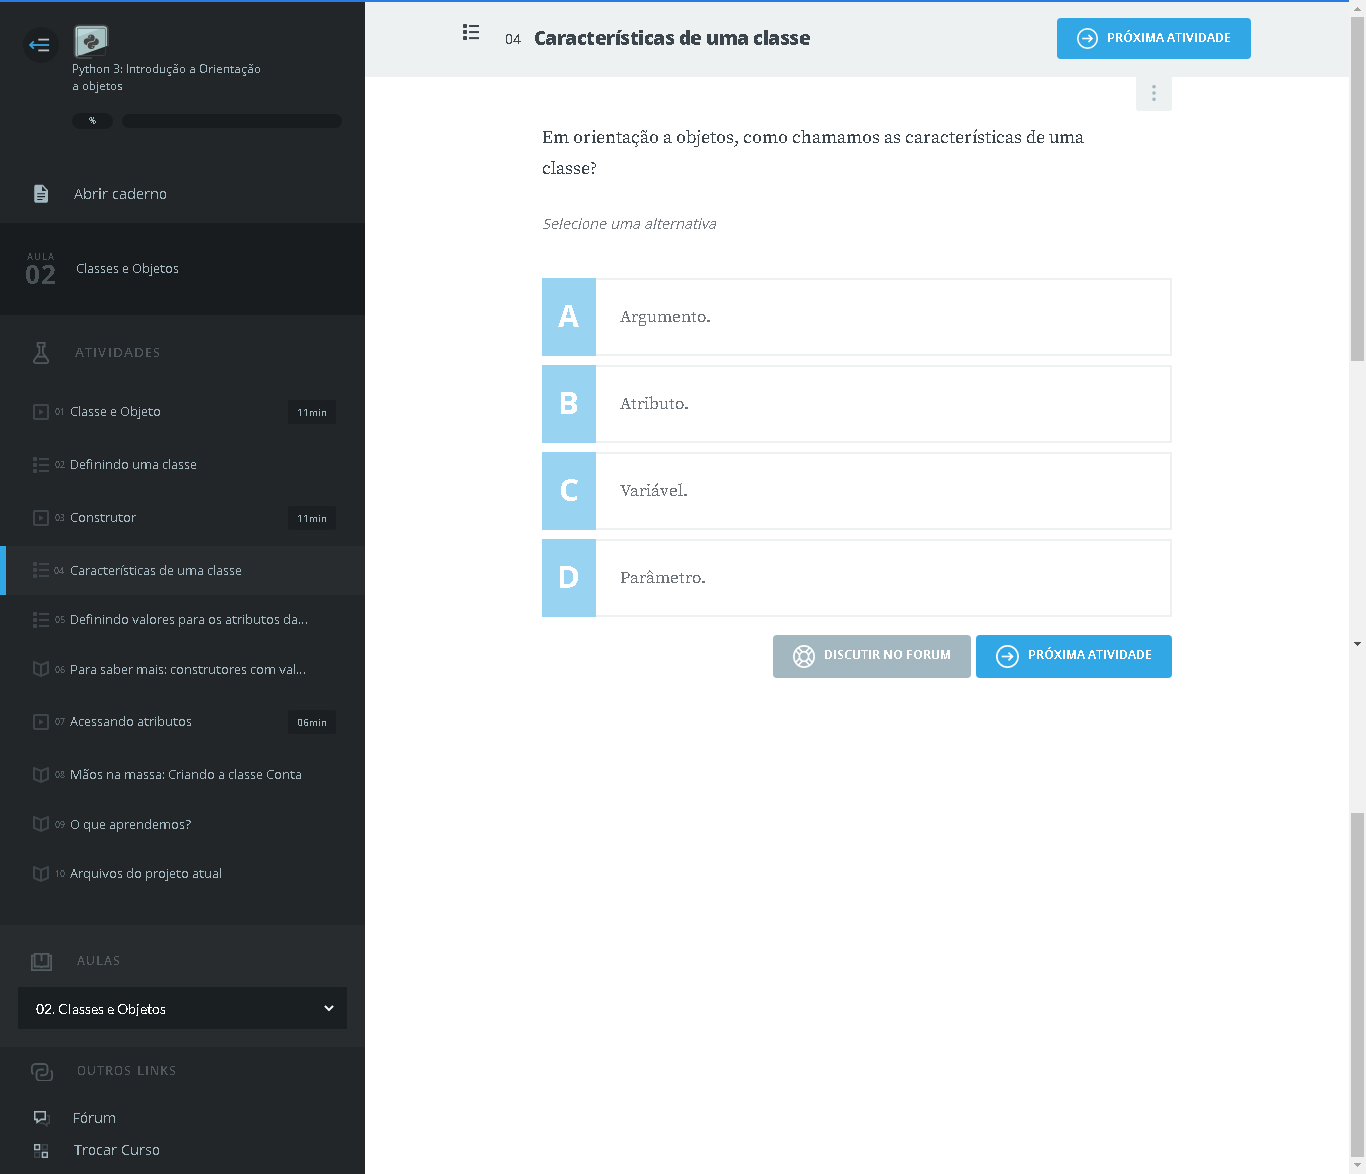 Python 3: Introdução a Orientação
a objetos
%
Abrir caderno
AULA
02
Classes e Objetos
ATIVIDADES
01 Classe e Objeto 11min
02 Definindo uma classe
03 Construtor 11min
04 Características de uma classe
05 Definindo valores para os atributos da...
06 Para saber mais: construtores com val...
07 Acessando atributos 06min
08 Mãos na massa: Criando a classe Conta
09 O que aprendemos?
10 Arquivos do projeto atual
AULAS
02. Classes e Objetos
OUTROS LINKS
Fórum
Trocar Curso
04 Características de uma classe
PRÓXIMA ATIVIDADE
Em orientação a objetos, como chamamos as características de uma
classe?
Selecione uma alternativa
A Argumento.
B Atributo.
C Variável.
D Parâmetro.
DISCUTIR NO FORUM
PRÓXIMA ATIVIDADE